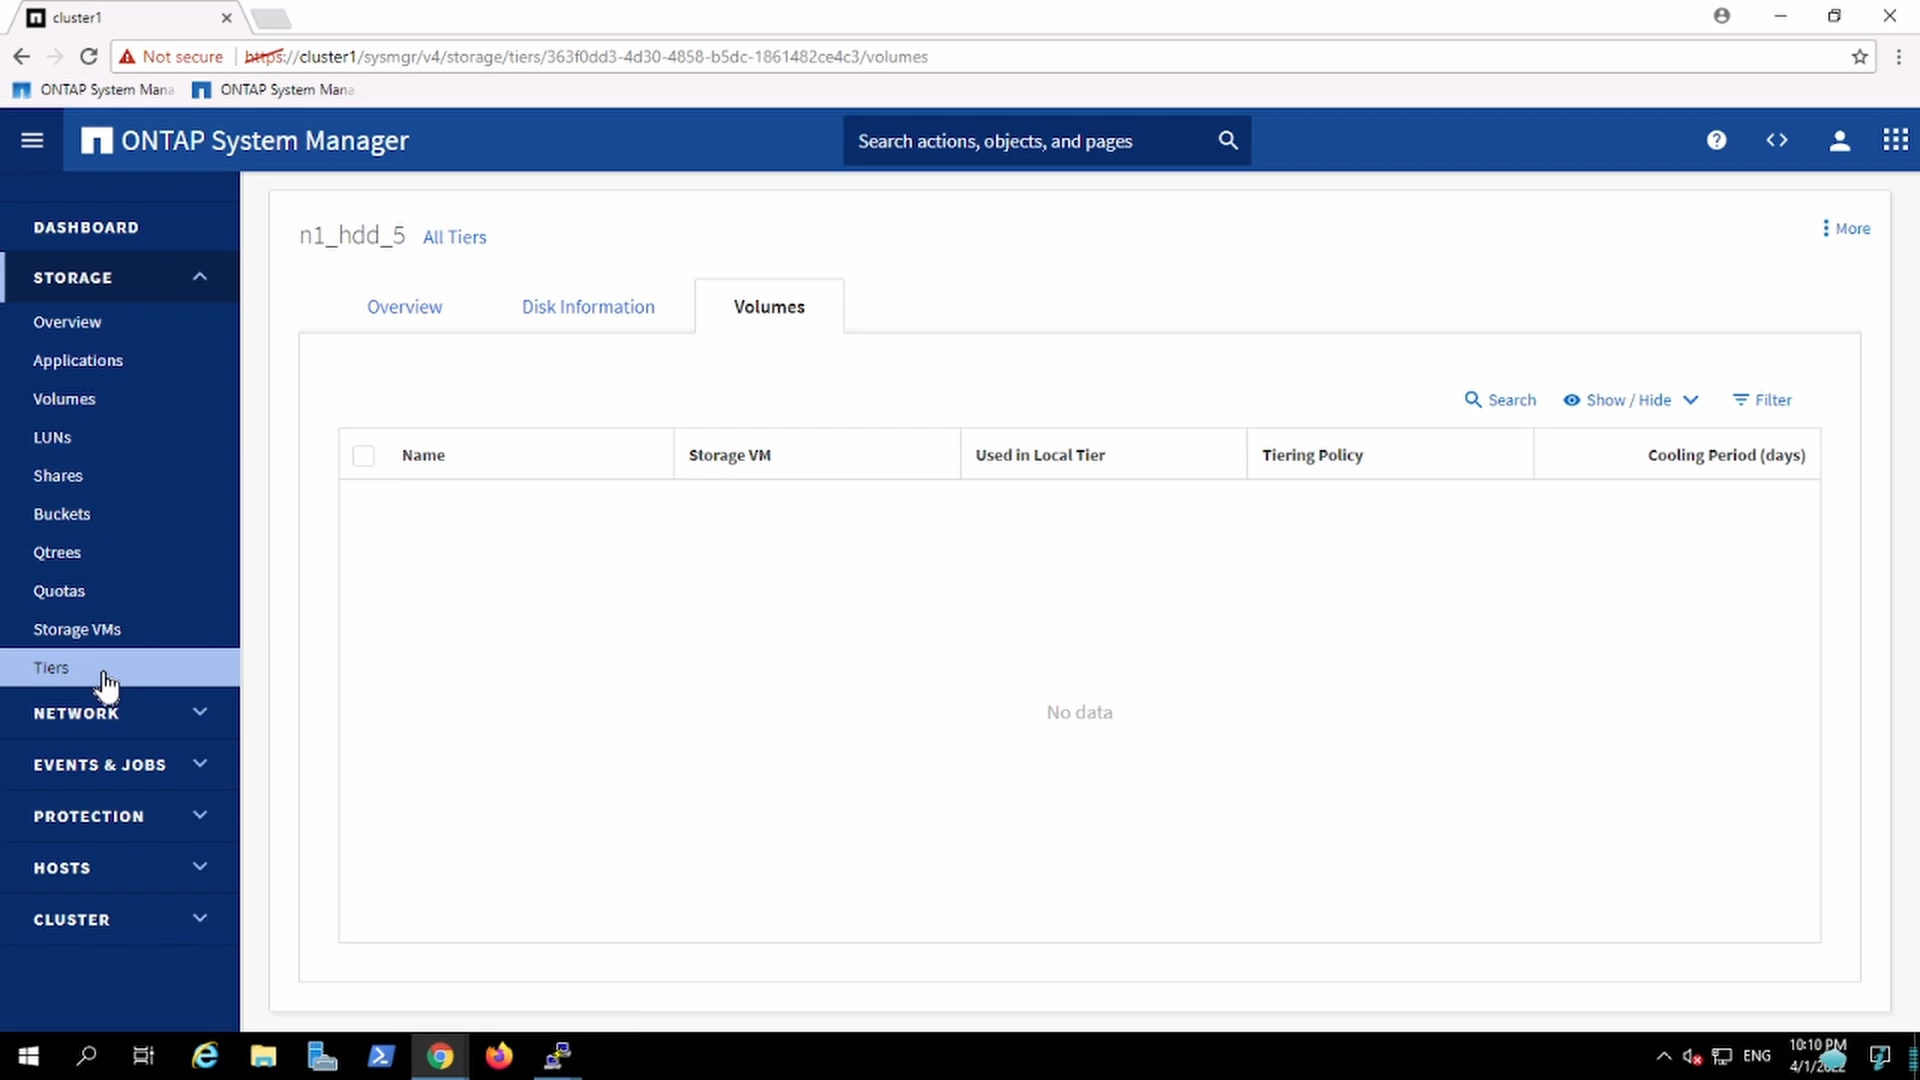 cluster1
Not secure https://cluster1/sysmgr/v4/storage/tiers/363f0dd3-4d30-4858-b5dc-1861482ce4c3/volumes
ONTAP System Mana ONTAP System Mana
ONTAP System Manager
Search actions, objects, and pages
DASHBOARD
STORAGE
Overview
Applications
Volumes
LUNs
Shares
Buckets
Qtrees
Quotas
Storage VMs
Tiers
NETWORK
EVENTS & JOBS
PROTECTION
HOSTS
CLUSTER
n1_hdd_5 All Tiers
More
Overview Disk Information Volumes
Search Show / Hide Filter
Name Storage VM Used in Local Tier Tiering Policy Cooling Period (days)
No data
ENG
10:10 PM